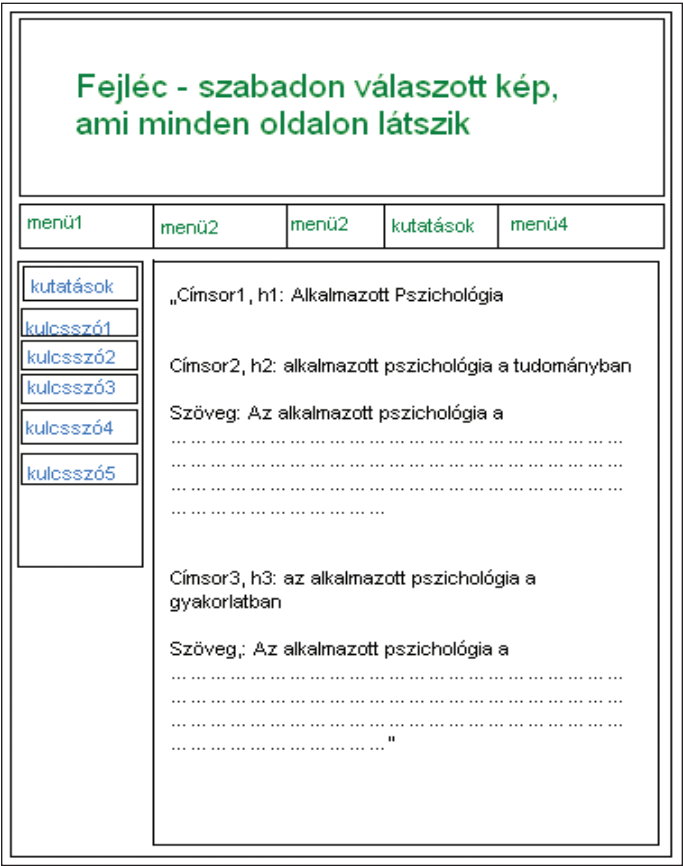 Fejléc - szabadon válaszott kép,
ami minden oldalon látszik
menü1
menü2
menü2
kutatások
menü4
kutatások
kulcsszó1
kulcsszó2
kulcsszó3
kulcsszó4
kulcsszó5
„Címsor1, h1: Alkalmazott Pszichológia
Címsor2, h2: alkalmazott pszichológia a tudományban
Szöveg: Az alkalmazott pszichológia a
… … … … … … … … … … … … … … … … … … … … … …
… … … … … … … … … … … … … … … … … … … … … …
… … … … … … … … … … … … … … … … … … … … … …
… … … … … … … … … …
Címsor3, h3: az alkalmazott pszichológia a
gyakorlatban
Szöveg,: Az alkalmazott pszichológia a
… … … … … … … … … … … … … … … … … … … … … …
… … … … … … … … … … … … … … … … … … … … … …
… … … … … … … … … … … … … … … … … … … … … …
… … … … … … … … … …"